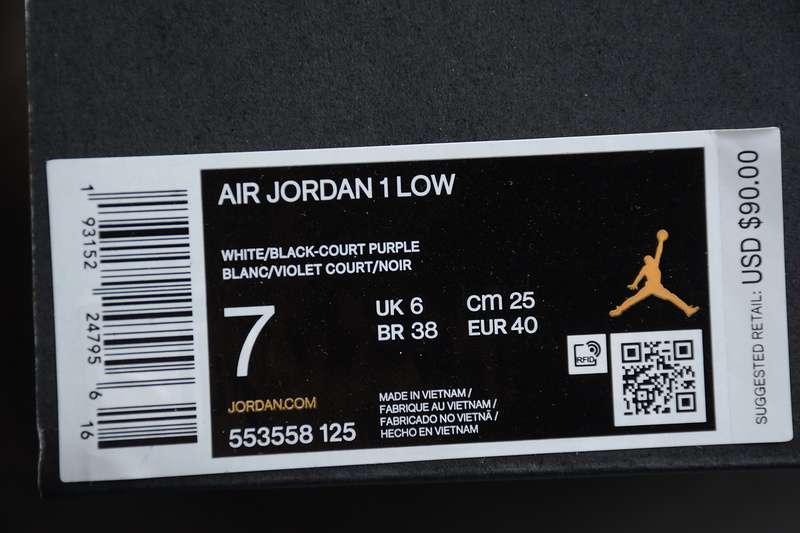 AIR JORDAN 1 LOW
WHITE/BLACK-COURT PURPLE
BLANC/VIOLET COURT/NOIR
7
UK 6 cm 25
BR 38 EUR 40
JORDAN.COM
553558 125
MADE IN VIETNAM /
FABRIQUE AU VIETNAM /
FABRICADO NO VIETNÃ /
HECHO EN VIETNAM
RFID
1 93152 24795 6 16
SUGGESTED RETAIL: USD $90.00